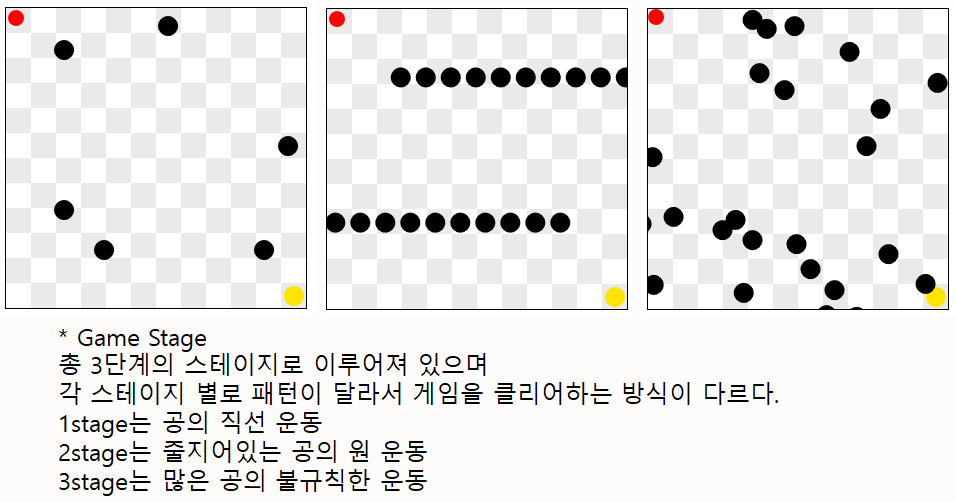 * Game Stage
총 3단계의 스테이지로 이루어져 있으며
각 스테이지 별로 패턴이 달라서 게임을 클리어하는 방식이 다르다.
1stage는 공의 직선 운동
2stage는 줄지어있는 공의 원 운동
3stage는 많은 공의 불규칙한 운동